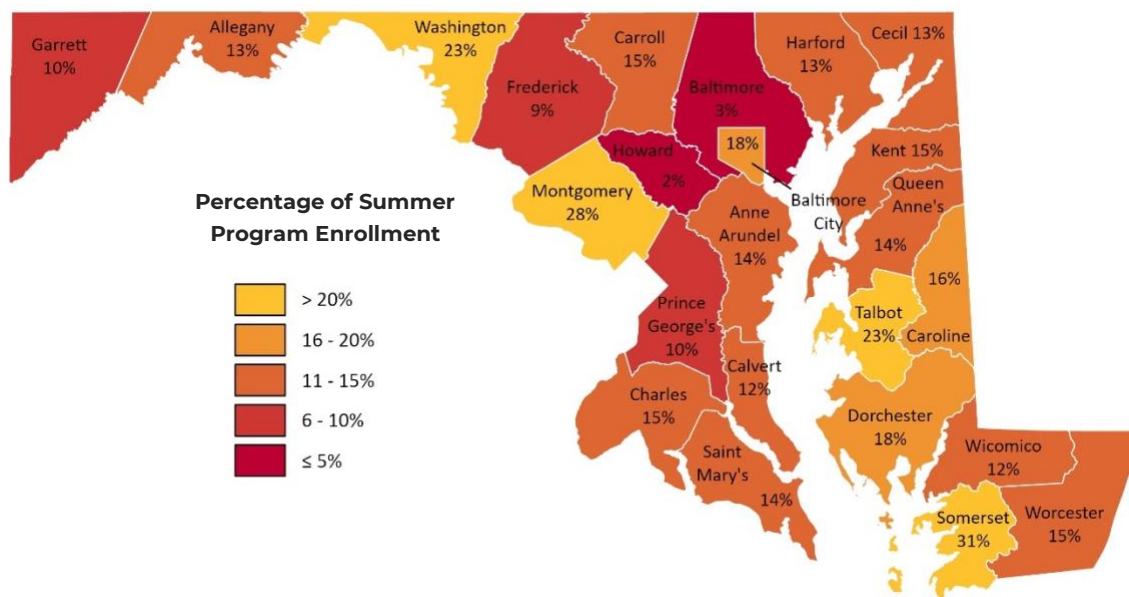 Garrett
10%
Allegany
13%
Washington
23%
Frederick
9%
Carroll
15%
Baltimore
3%
18%
Baltimore
City
Harford
13%
Cecil 13%
Howard
2%
Montgomery
28%
Kent 15%
Queen
Anne's
14%
Anne
Arundel
14%
16%
Caroline
Talbot
23%
Prince
George's
10%
Calvert
12%
Charles
15%
Saint
Mary's
14%
Dorchester
18%
Wicomico
12%
Somerset
31%
Worcester
15%
Percentage of Summer
Program Enrollment
> 20%
16 - 20%
11 - 15%
6 - 10%
≤ 5%